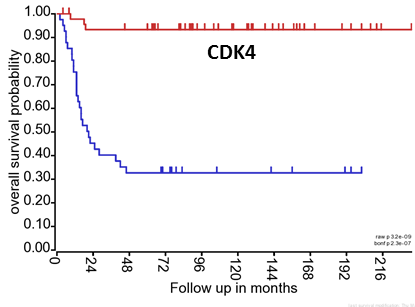 1.00
CDK4
0.90
0.80
0.70
0.60
0.50
0.40
0.30
0.20
0.10
0.00
overall survival probability
raw p 3.2e-09
bonf p 2.3e-07
0 24 48 72 96 120 144 168 192 216
Follow up in months